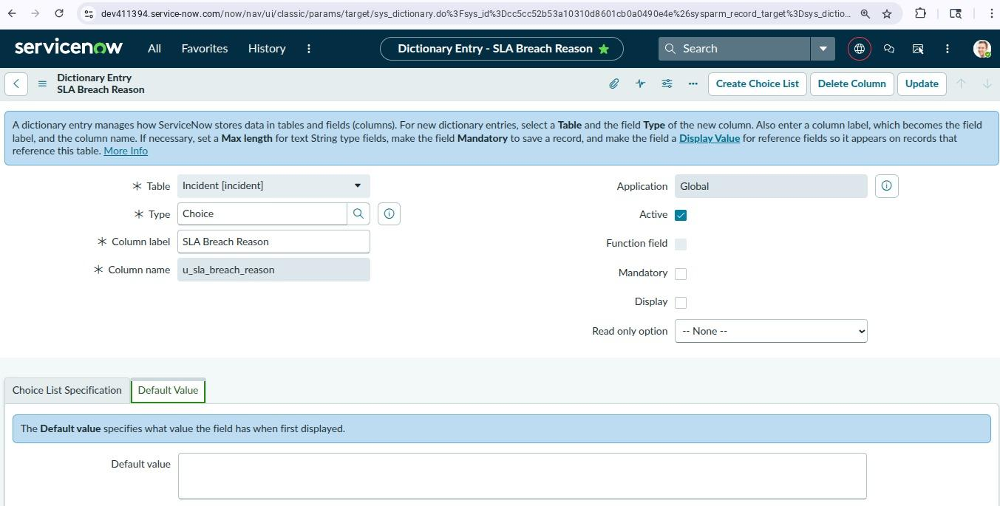 dev411394.service-now.com/now/nav/ui/classic/params/target/sys_dictionary.do%3Fsys_id%3Dcc5cc52b53a10310d8601cb0a0490e4e%26sysparm_record_target%3Dsys_dictio...
servicenow All Favorites History Dictionary Entry - SLA Breach Reason Search
Dictionary Entry
SLA Breach Reason
Create Choice List Delete Column Update
A dictionary entry manages how ServiceNow stores data in tables and fields (columns). For new dictionary entries, select a Table and the field Type of the new column. Also enter a column label, which becomes the field
label, and the column name. If necessary, set a Max length for text String type fields, make the field Mandatory to save a record, and make the field a Display Value for reference fields so it appears on records that
reference this table. More Info
Table Incident [incident]
Type Choice
Column label SLA Breach Reason
Column name u_sla_breach_reason
Application Global
Active
Function field
Mandatory
Display
Read only option -- None --
Choice List Specification Default Value
The Default value specifies what value the field has when first displayed.
Default value